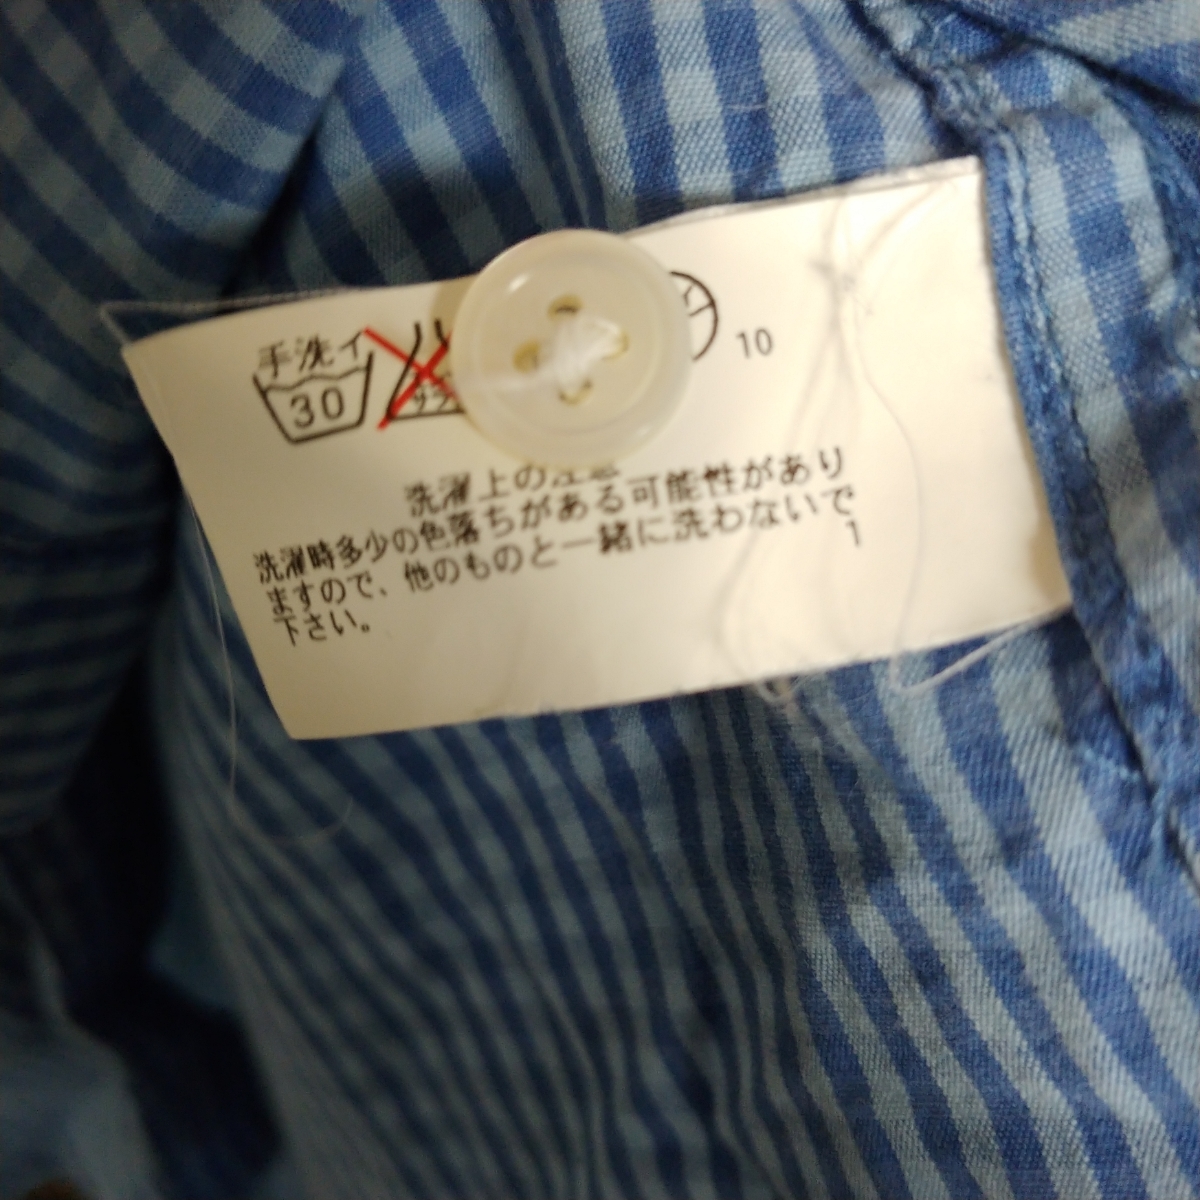 手洗イ
30
10
洗濯上の注意
洗濯時多少の色落ちがある可能性があり
ますので、他のものと一緒に洗わないで
下さい。
1